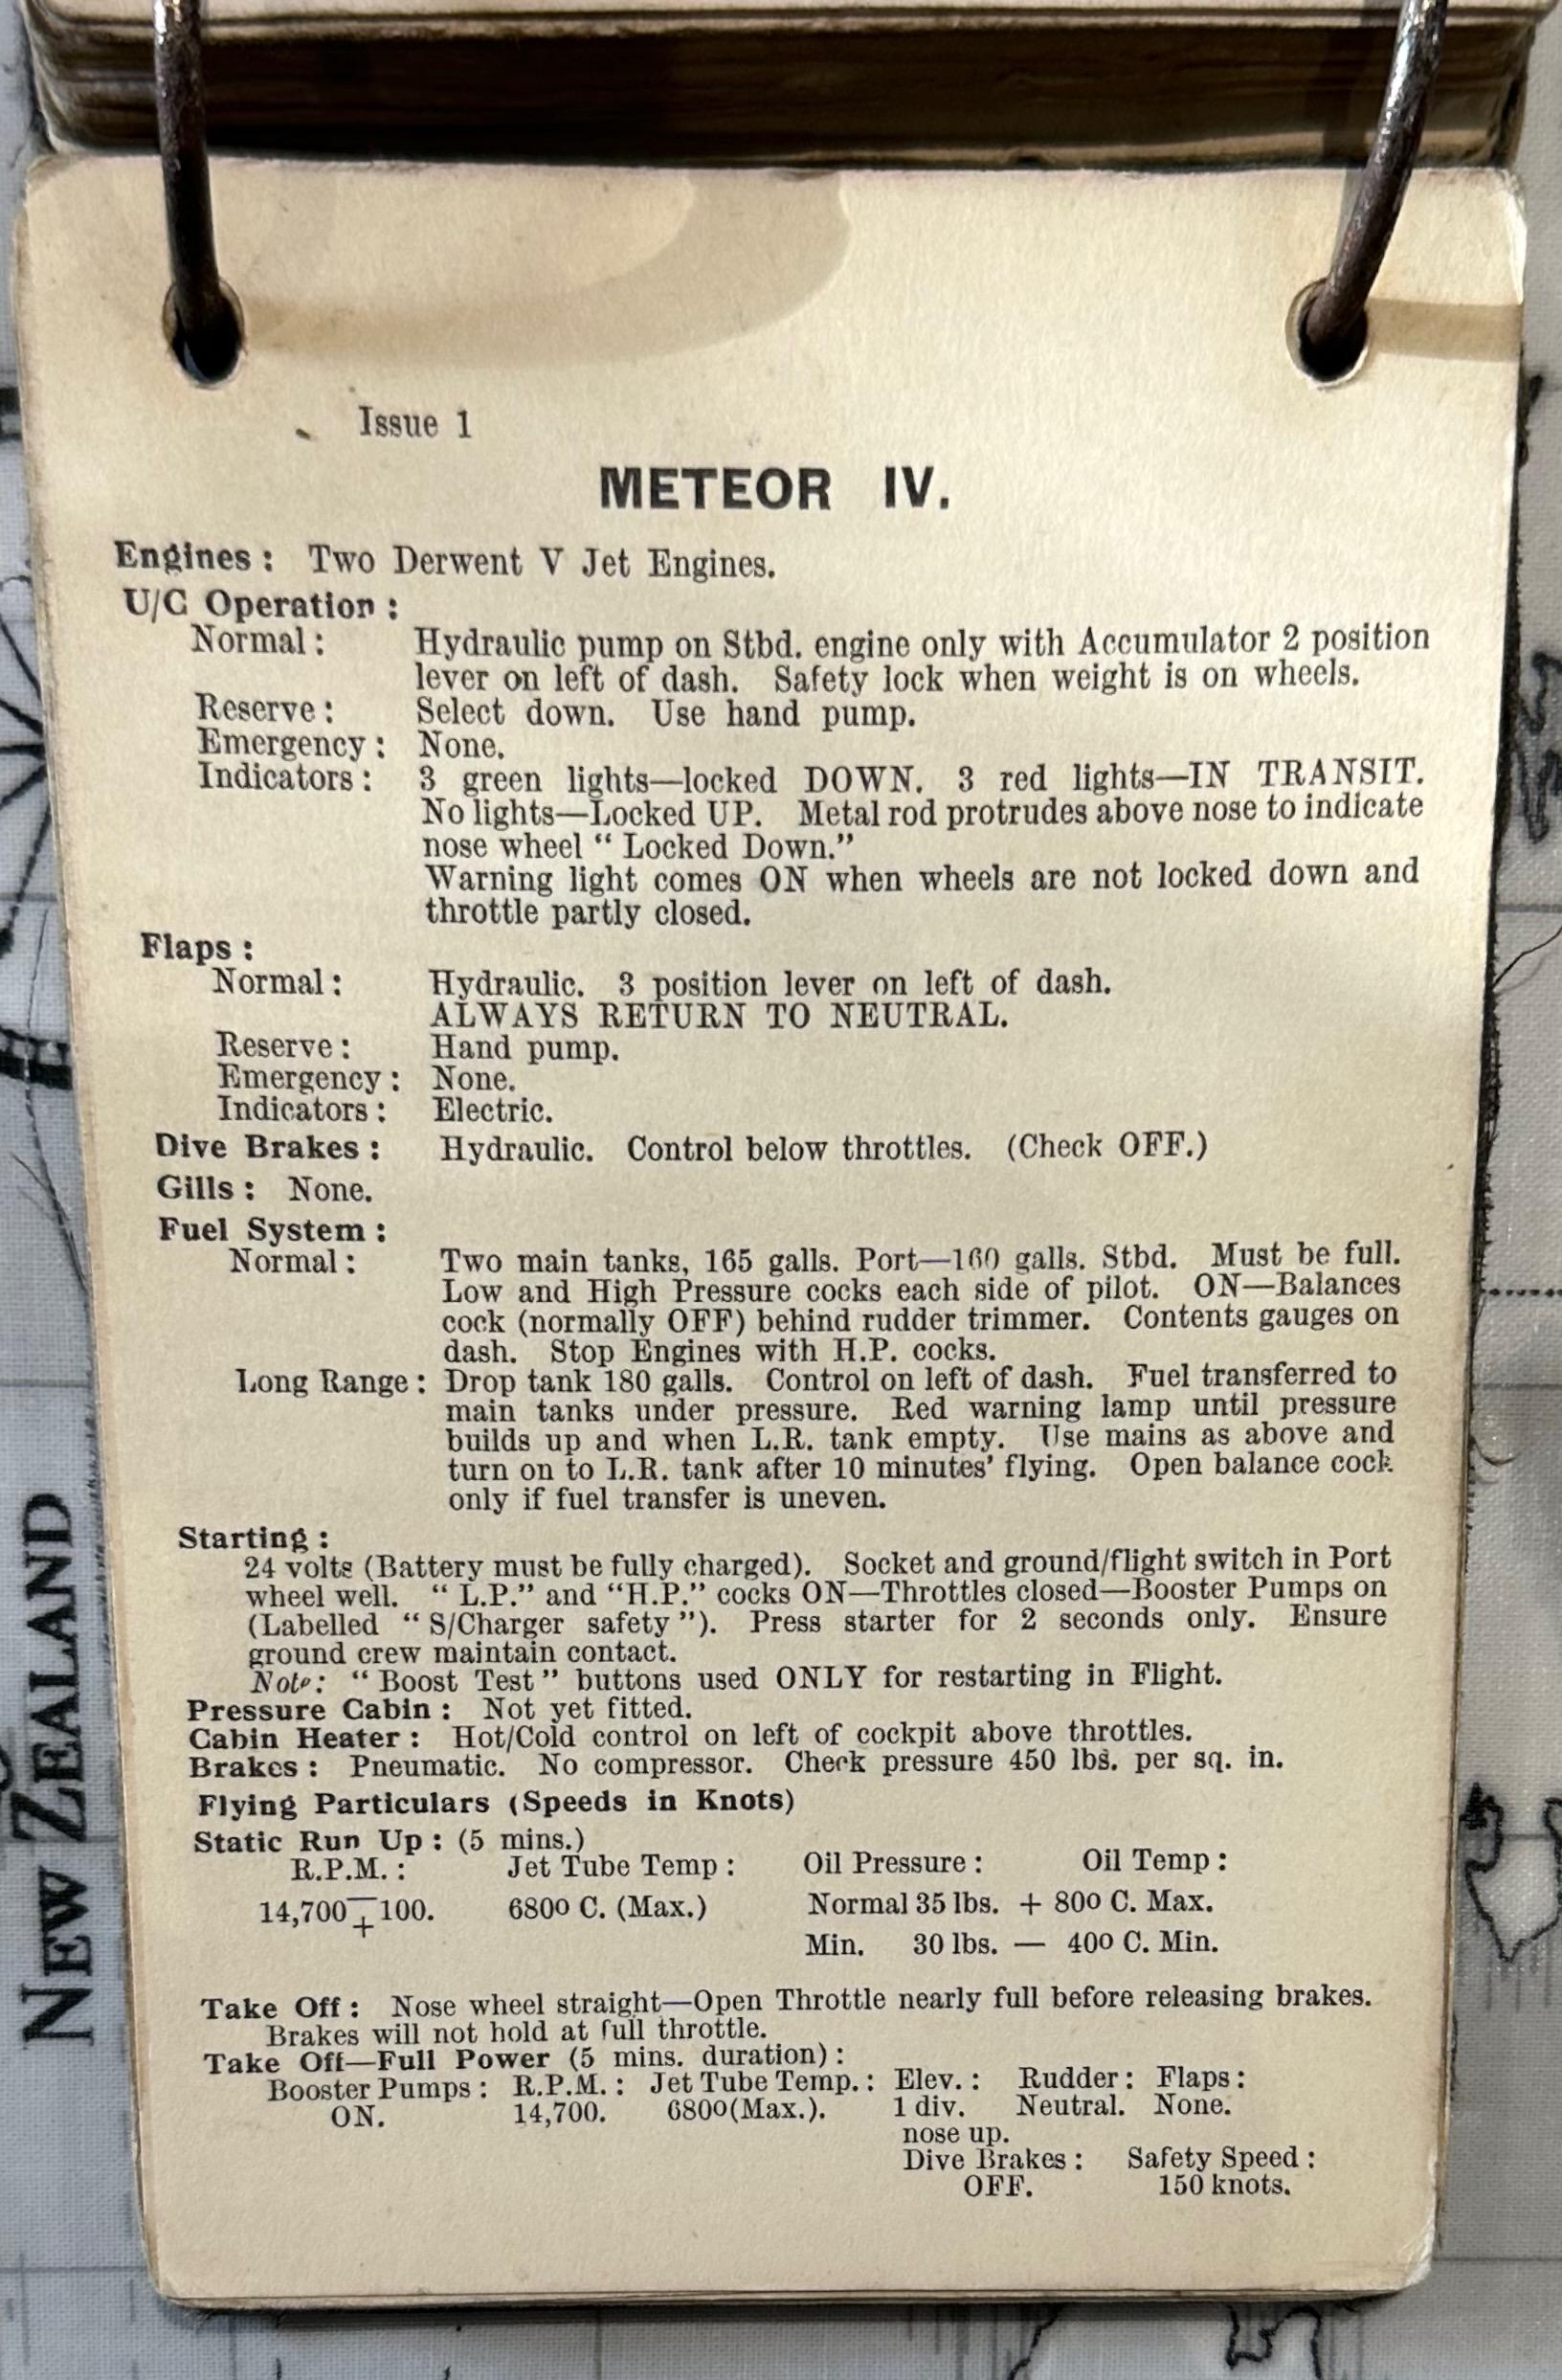 Issue 1
METEOR IV.
Engines: Two Derwent V Jet Engines.
U/C Operation:
Normal: Hydraulic pump on Stbd. engine only with Accumulator 2 position
lever on left of dash. Safety lock when weight is on wheels.
Reserve: Select down. Use hand pump.
Emergency: None.
Indicators: 3 green lights—locked DOWN. 3 red lights—IN TRANSIT.
No lights—Locked UP. Metal rod protrudes above nose to indicate
nose wheel “ Locked Down.”
Warning light comes ON when wheels are not locked down and
throttle partly closed.
Flaps:
Normal: Hydraulic. 3 position lever on left of dash.
ALWAYS RETURN TO NEUTRAL.
Reserve: Hand pump.
Emergency: None.
Indicators: Electric.
Dive Brakes: Hydraulic. Control below throttles. (Check OFF.)
Gills: None.
Fuel System:
Normal: Two main tanks, 165 galls. Port—160 galls. Stbd. Must be full.
Low and High Pressure cocks each side of pilot. ON—Balances
cock (normally OFF) behind rudder trimmer. Contents gauges on
dash. Stop Engines with H.P. cocks.
Long Range: Drop tank 180 galls. Control on left of dash. Fuel transferred to
main tanks under pressure. Red warning lamp until pressure
builds up and when L.R. tank empty. Use mains as above and
turn on to L.R. tank after 10 minutes’ flying. Open balance cock
only if fuel transfer is uneven.
Starting:
24 volts (Battery must be fully charged). Socket and ground/flight switch in Port
wheel well. “ L.P.” and “H.P.” cocks ON—Throttles closed—Booster Pumps on
(Labelled “ S/Charger safety ”). Press starter for 2 seconds only. Ensure
ground crew maintain contact.
Note: “ Boost Test ” buttons used ONLY for restarting in Flight.
Pressure Cabin: Not yet fitted.
Cabin Heater: Hot/Cold control on left of cockpit above throttles.
Brakes: Pneumatic. No compressor. Check pressure 450 lbs. per sq. in.
Flying Particulars (Speeds in Knots)
Static Run Up: (5 mins.)
R.P.M.: Jet Tube Temp: Oil Pressure: Oil Temp:
14,700 ∓ 100. 680o C. (Max.) Normal 35 lbs. + 80o C. Max.
Min. 30 lbs. — 40o C. Min.
Take Off: Nose wheel straight—Open Throttle nearly full before releasing brakes.
Brakes will not hold at full throttle.
Take Off—Full Power (5 mins. duration):
Booster Pumps: R.P.M.: Jet Tube Temp.: Elev.: Rudder: Flaps:
ON. 14,700. 680o(Max.). 1 div. Neutral. None.
nose up.
Dive Brakes: Safety Speed:
OFF. 150 knots.
NEW ZEALAND